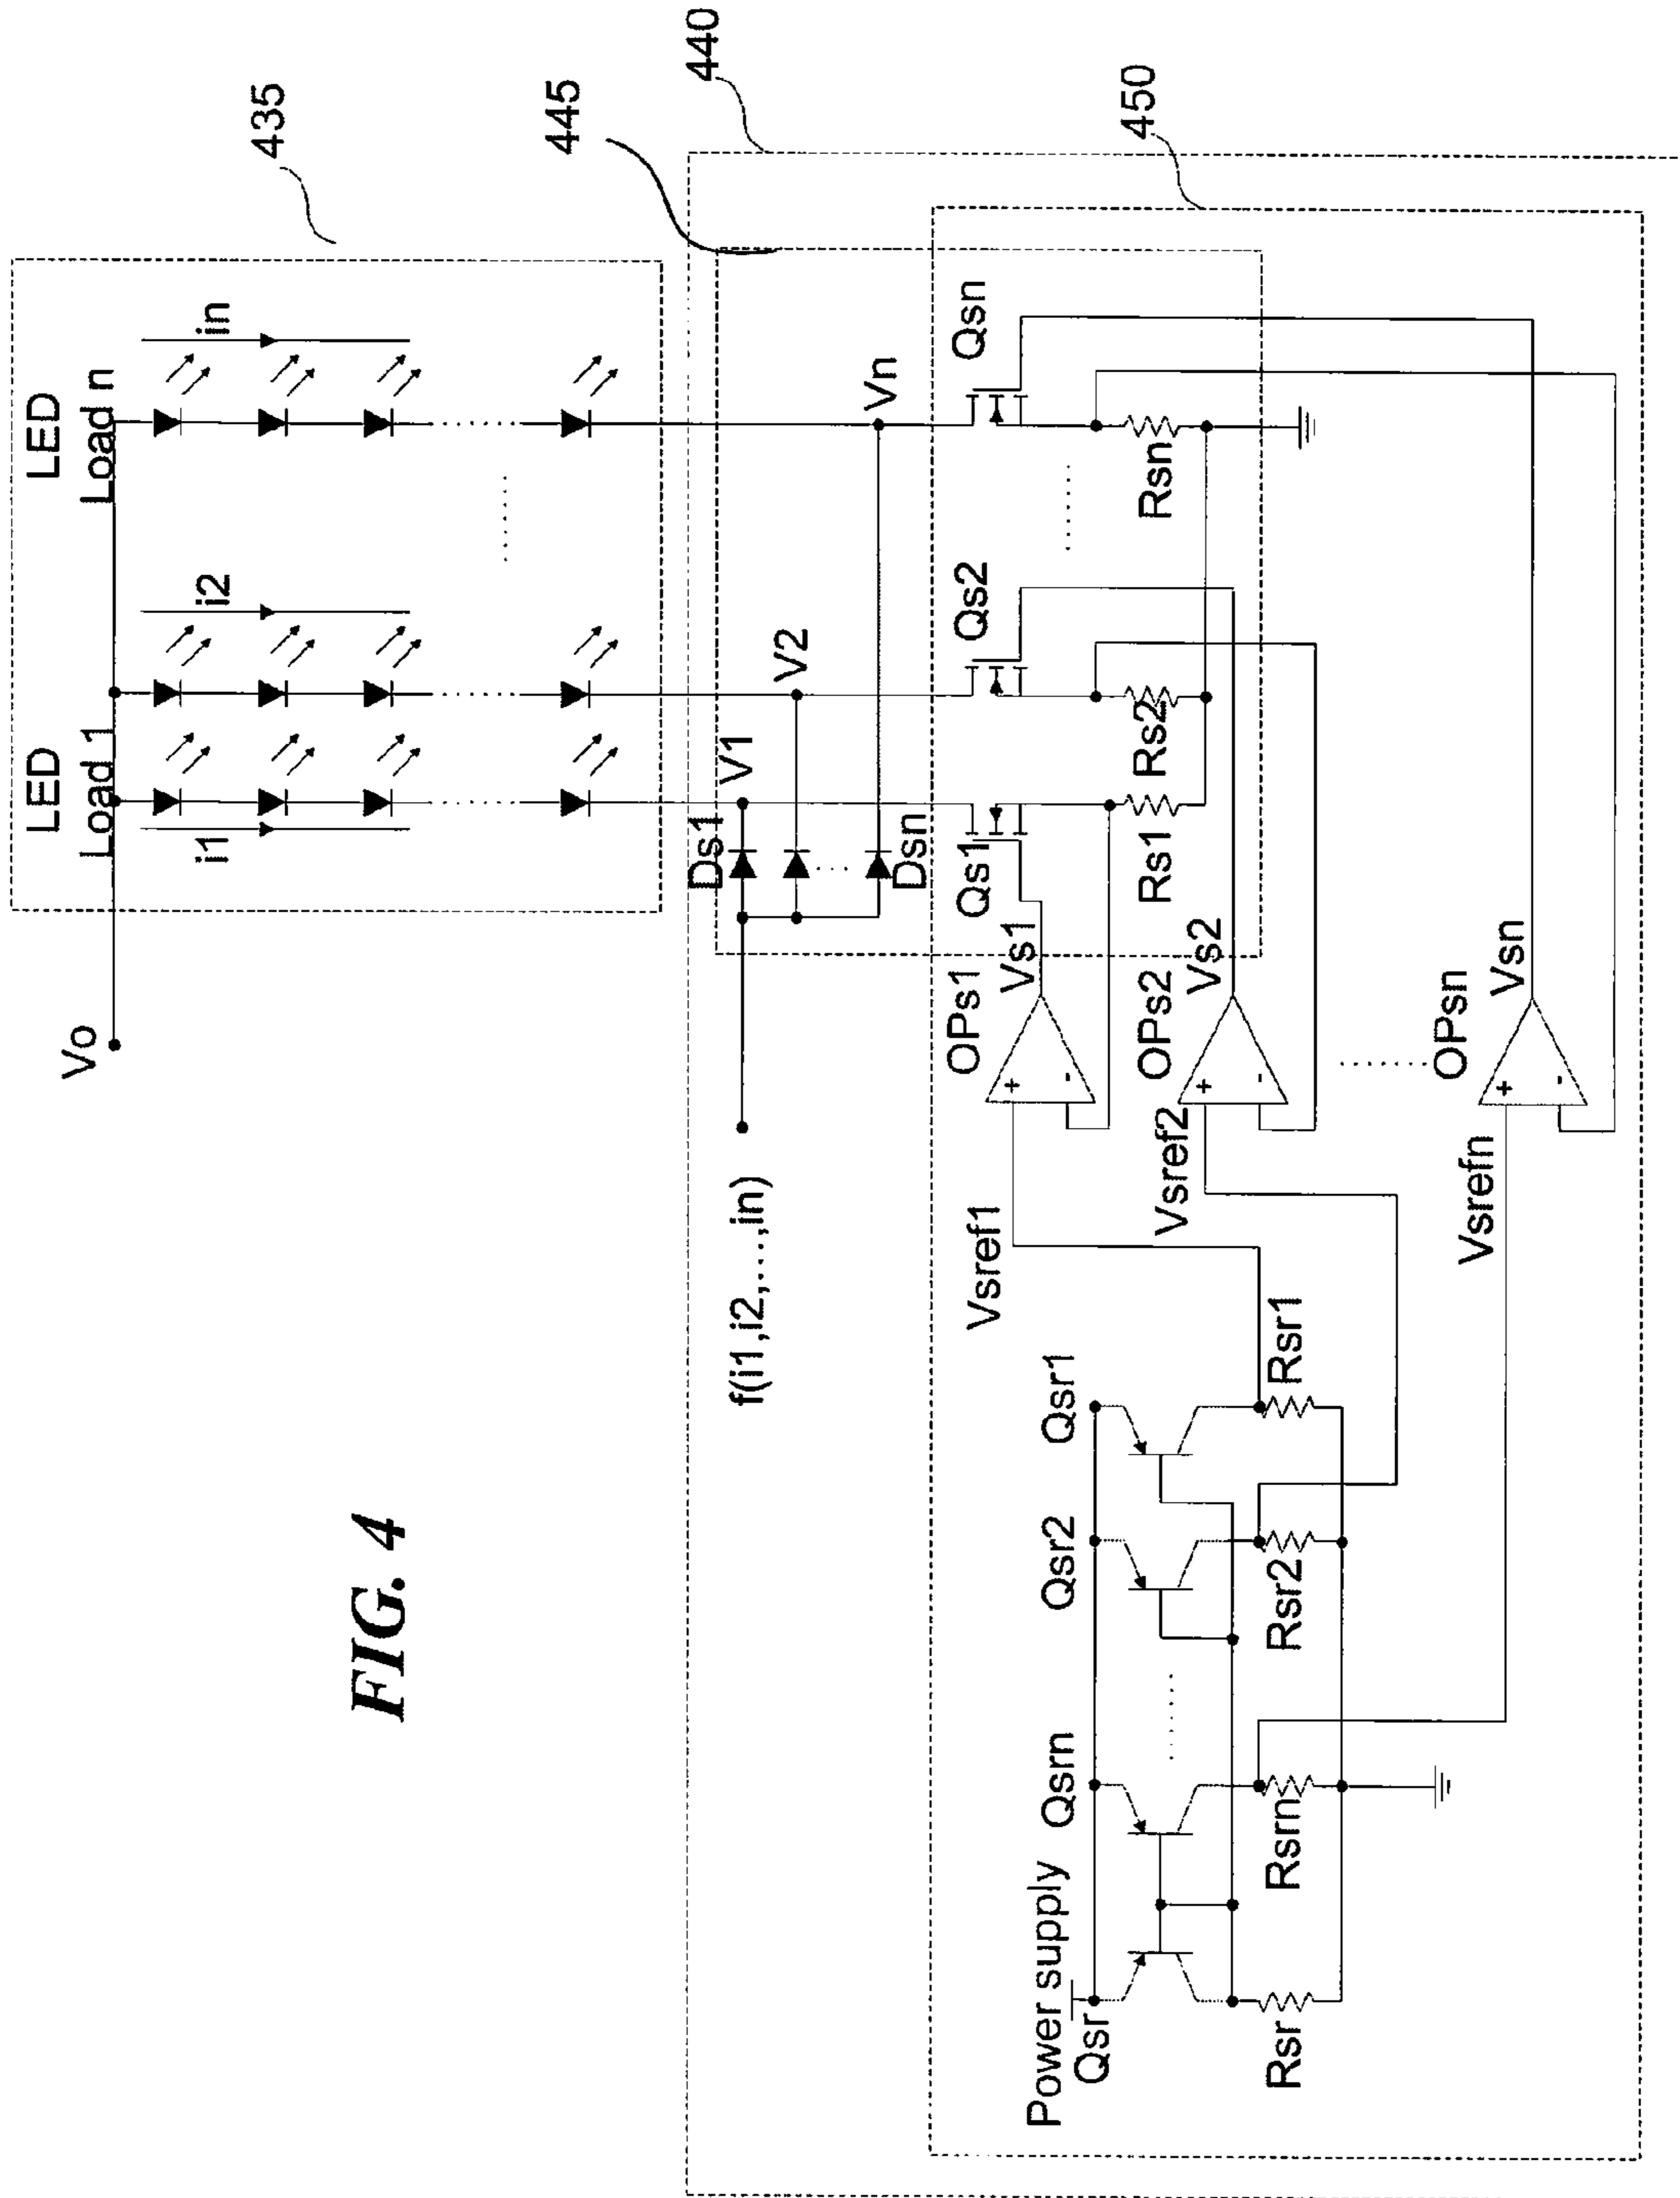 FIG. 4
Vo
LED
Load 1
LED
Load n
i1
i2
in
435
445
440
450
f(i1,i2,...,in)
Ds1
Dsn
V1
V2
Vn
Qs1
Qs2
Qsn
Rs1
Rs2
Rsn
OPs1
Vs1
+
-
OPs2
Vs2
+
-
OPsn
Vsn
+
-
Vsref1
Vsref2
Vsrefn
Power supply
Qsr
Qsrn
Qsr2
Qsr1
Rsr
Rsrn
Rsr2
Rsr1